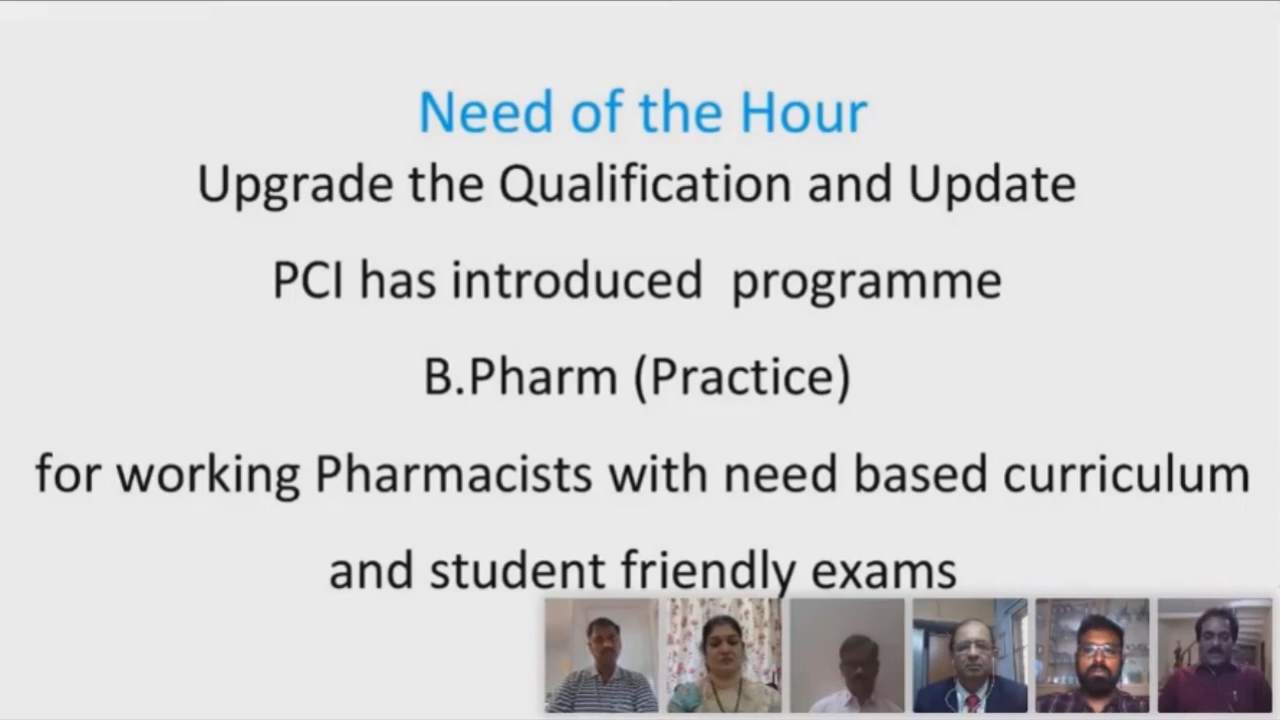 Need of the Hour
Upgrade the Qualification and Update
PCI has introduced programme
B.Pharm (Practice)
for working Pharmacists with need based curriculum
and student friendly exams